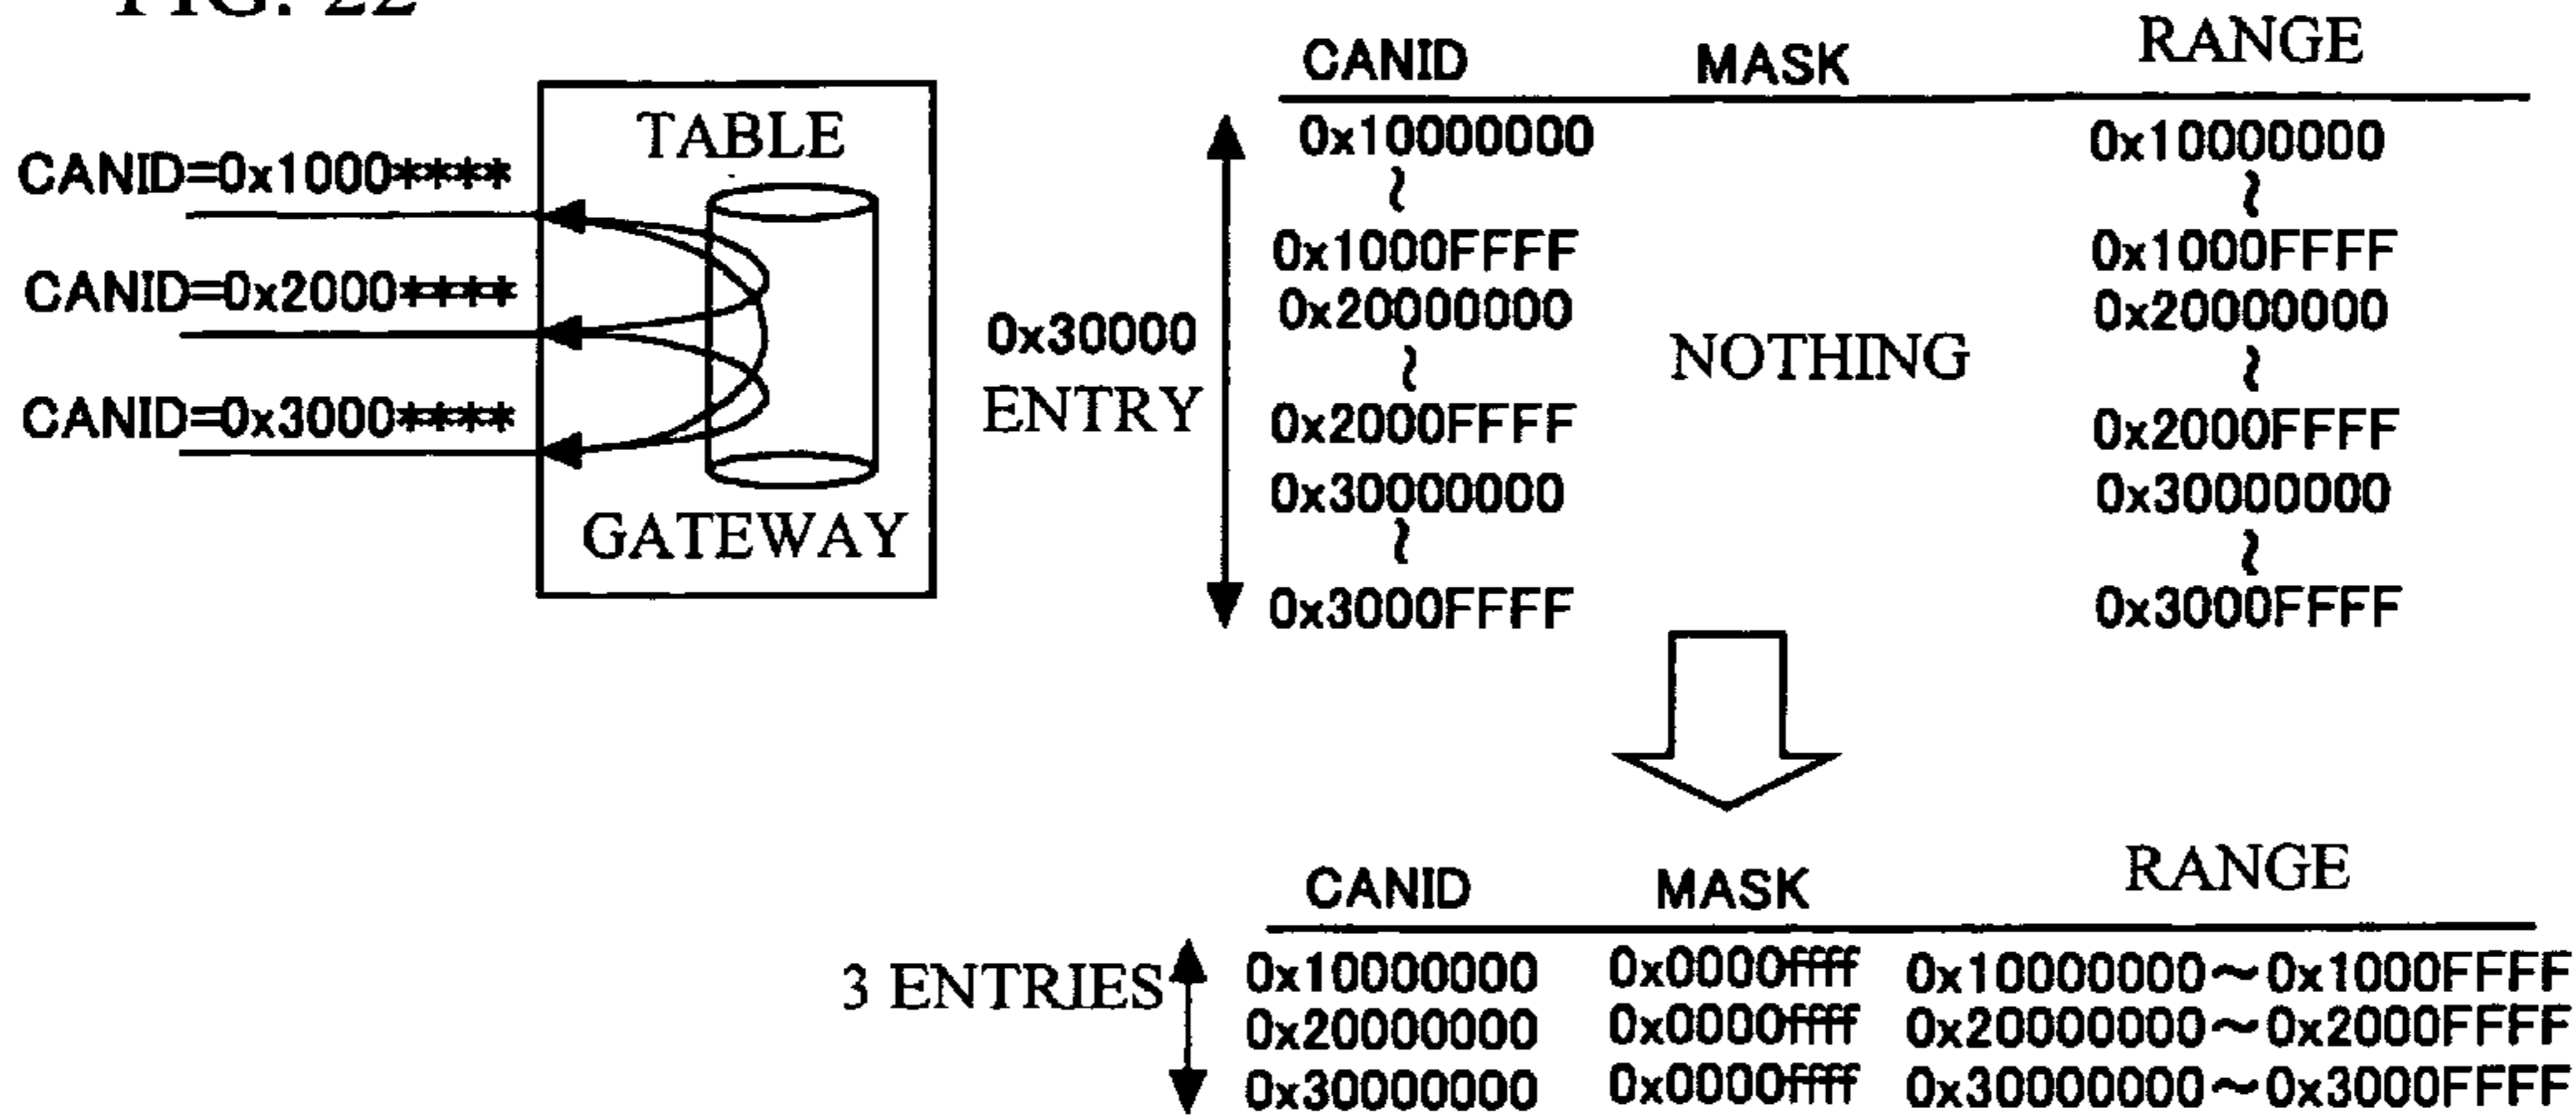 FIG. 22
TABLE
CANID=0x1000****
CANID=0x2000****
CANID=0x3000****
GATEWAY
CANID MASK RANGE
0x30000
ENTRY
0x10000000 0x10000000
~ ~
0x1000FFFF 0x1000FFFF
0x20000000 0x20000000
NOTHING
~ ~
0x2000FFFF 0x2000FFFF
0x30000000 0x30000000
~ ~
0x3000FFFF 0x3000FFFF
CANID MASK RANGE
3 ENTRIES
0x10000000 0x0000ffff 0x10000000~0x1000FFFF
0x20000000 0x0000ffff 0x20000000~0x2000FFFF
0x30000000 0x0000ffff 0x30000000~0x3000FFFF